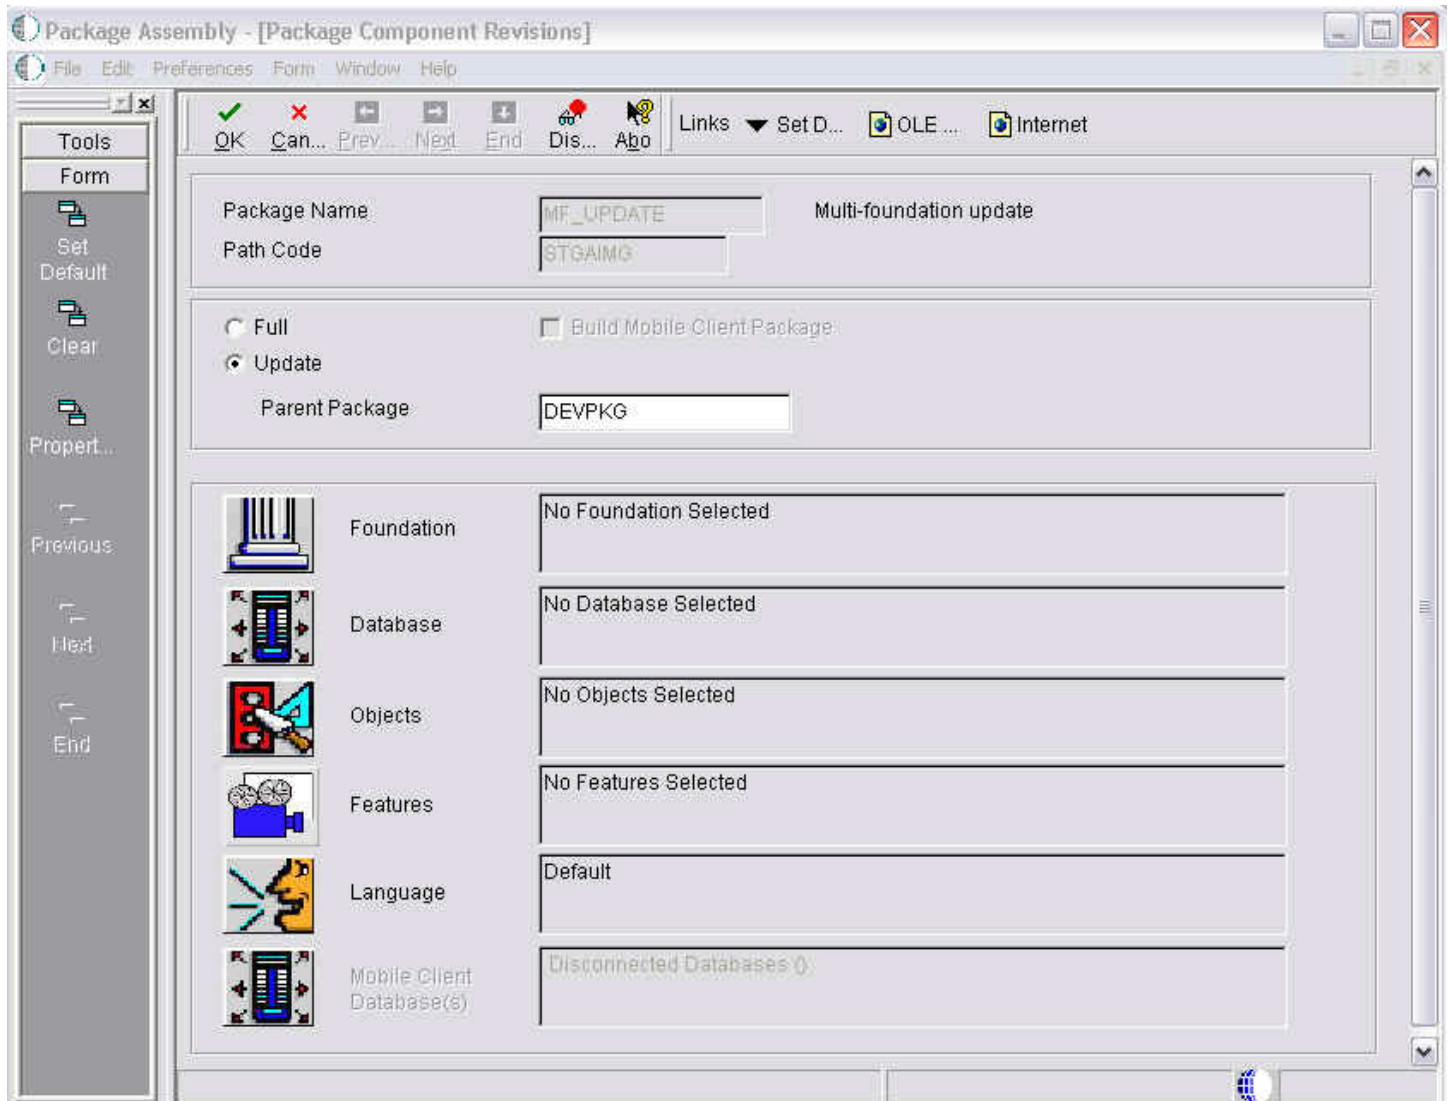 Package Assembly - [Package Component Revisions]
File Edit Preferences Form Window Help
Tools
Form
Set Default
Clear
Propert...
Previous
Next
End
OK Can... Prev... Next End Dis... Abo Links Set D... OLE ... Internet
Package Name MF_UPDATE Multi-foundation update
Path Code STGAIMG
Full Build Mobile Client Package
Update
Parent Package DEVPKG
Foundation No Foundation Selected
Database No Database Selected
Objects No Objects Selected
Features No Features Selected
Language Default
Mobile Client Database(s) Disconnected Databases ()